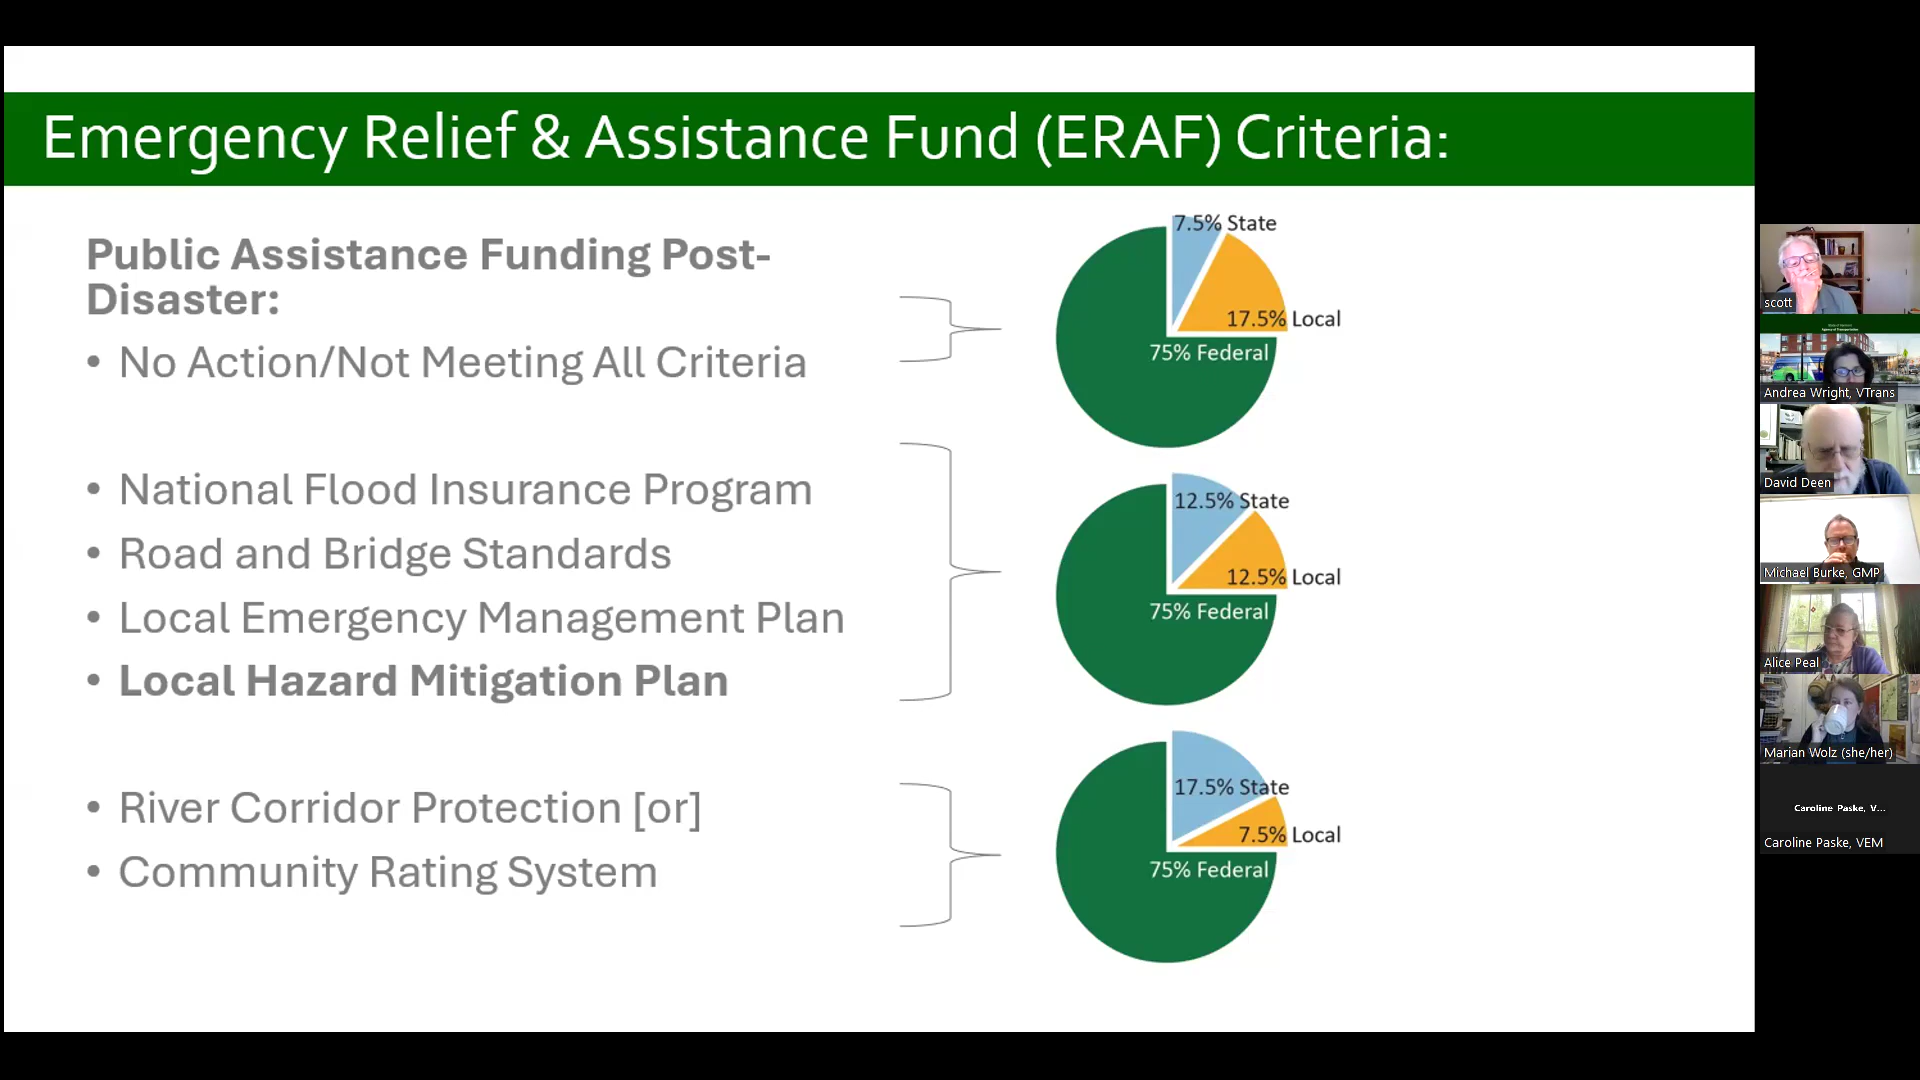 Emergency Relief & Assistance Fund (ERAF) Criteria:
Public Assistance Funding Post-
Disaster:
• No Action/Not Meeting All Criteria
• National Flood Insurance Program
• Road and Bridge Standards
• Local Emergency Management Plan
• Local Hazard Mitigation Plan
• River Corridor Protection [or]
• Community Rating System
7.5% State
17.5% Local
75% Federal
12.5% State
12.5% Local
75% Federal
17.5% State
7.5% Local
75% Federal
scott
Andrea Wright, VTrans
David Deen
Michael Burke, GMP
Alice Peal
Marian Wolz (she/her)
Caroline Paske, V...
Caroline Paske, VEM